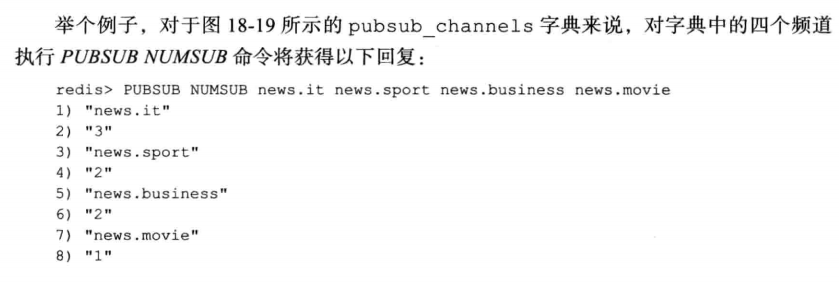 举个例子，对于图 18-19 所示的 pubsub_channels 字典来说，对字典中的四个频道
执行 PUBSUB NUMSUB 命令将获得以下回复：
redis> PUBSUB NUMSUB news.it news.sport news.business news.movie
1) "news.it"
2) "3"
3) "news.sport"
4) "2"
5) "news.business"
6) "2"
7) "news.movie"
8) "1"